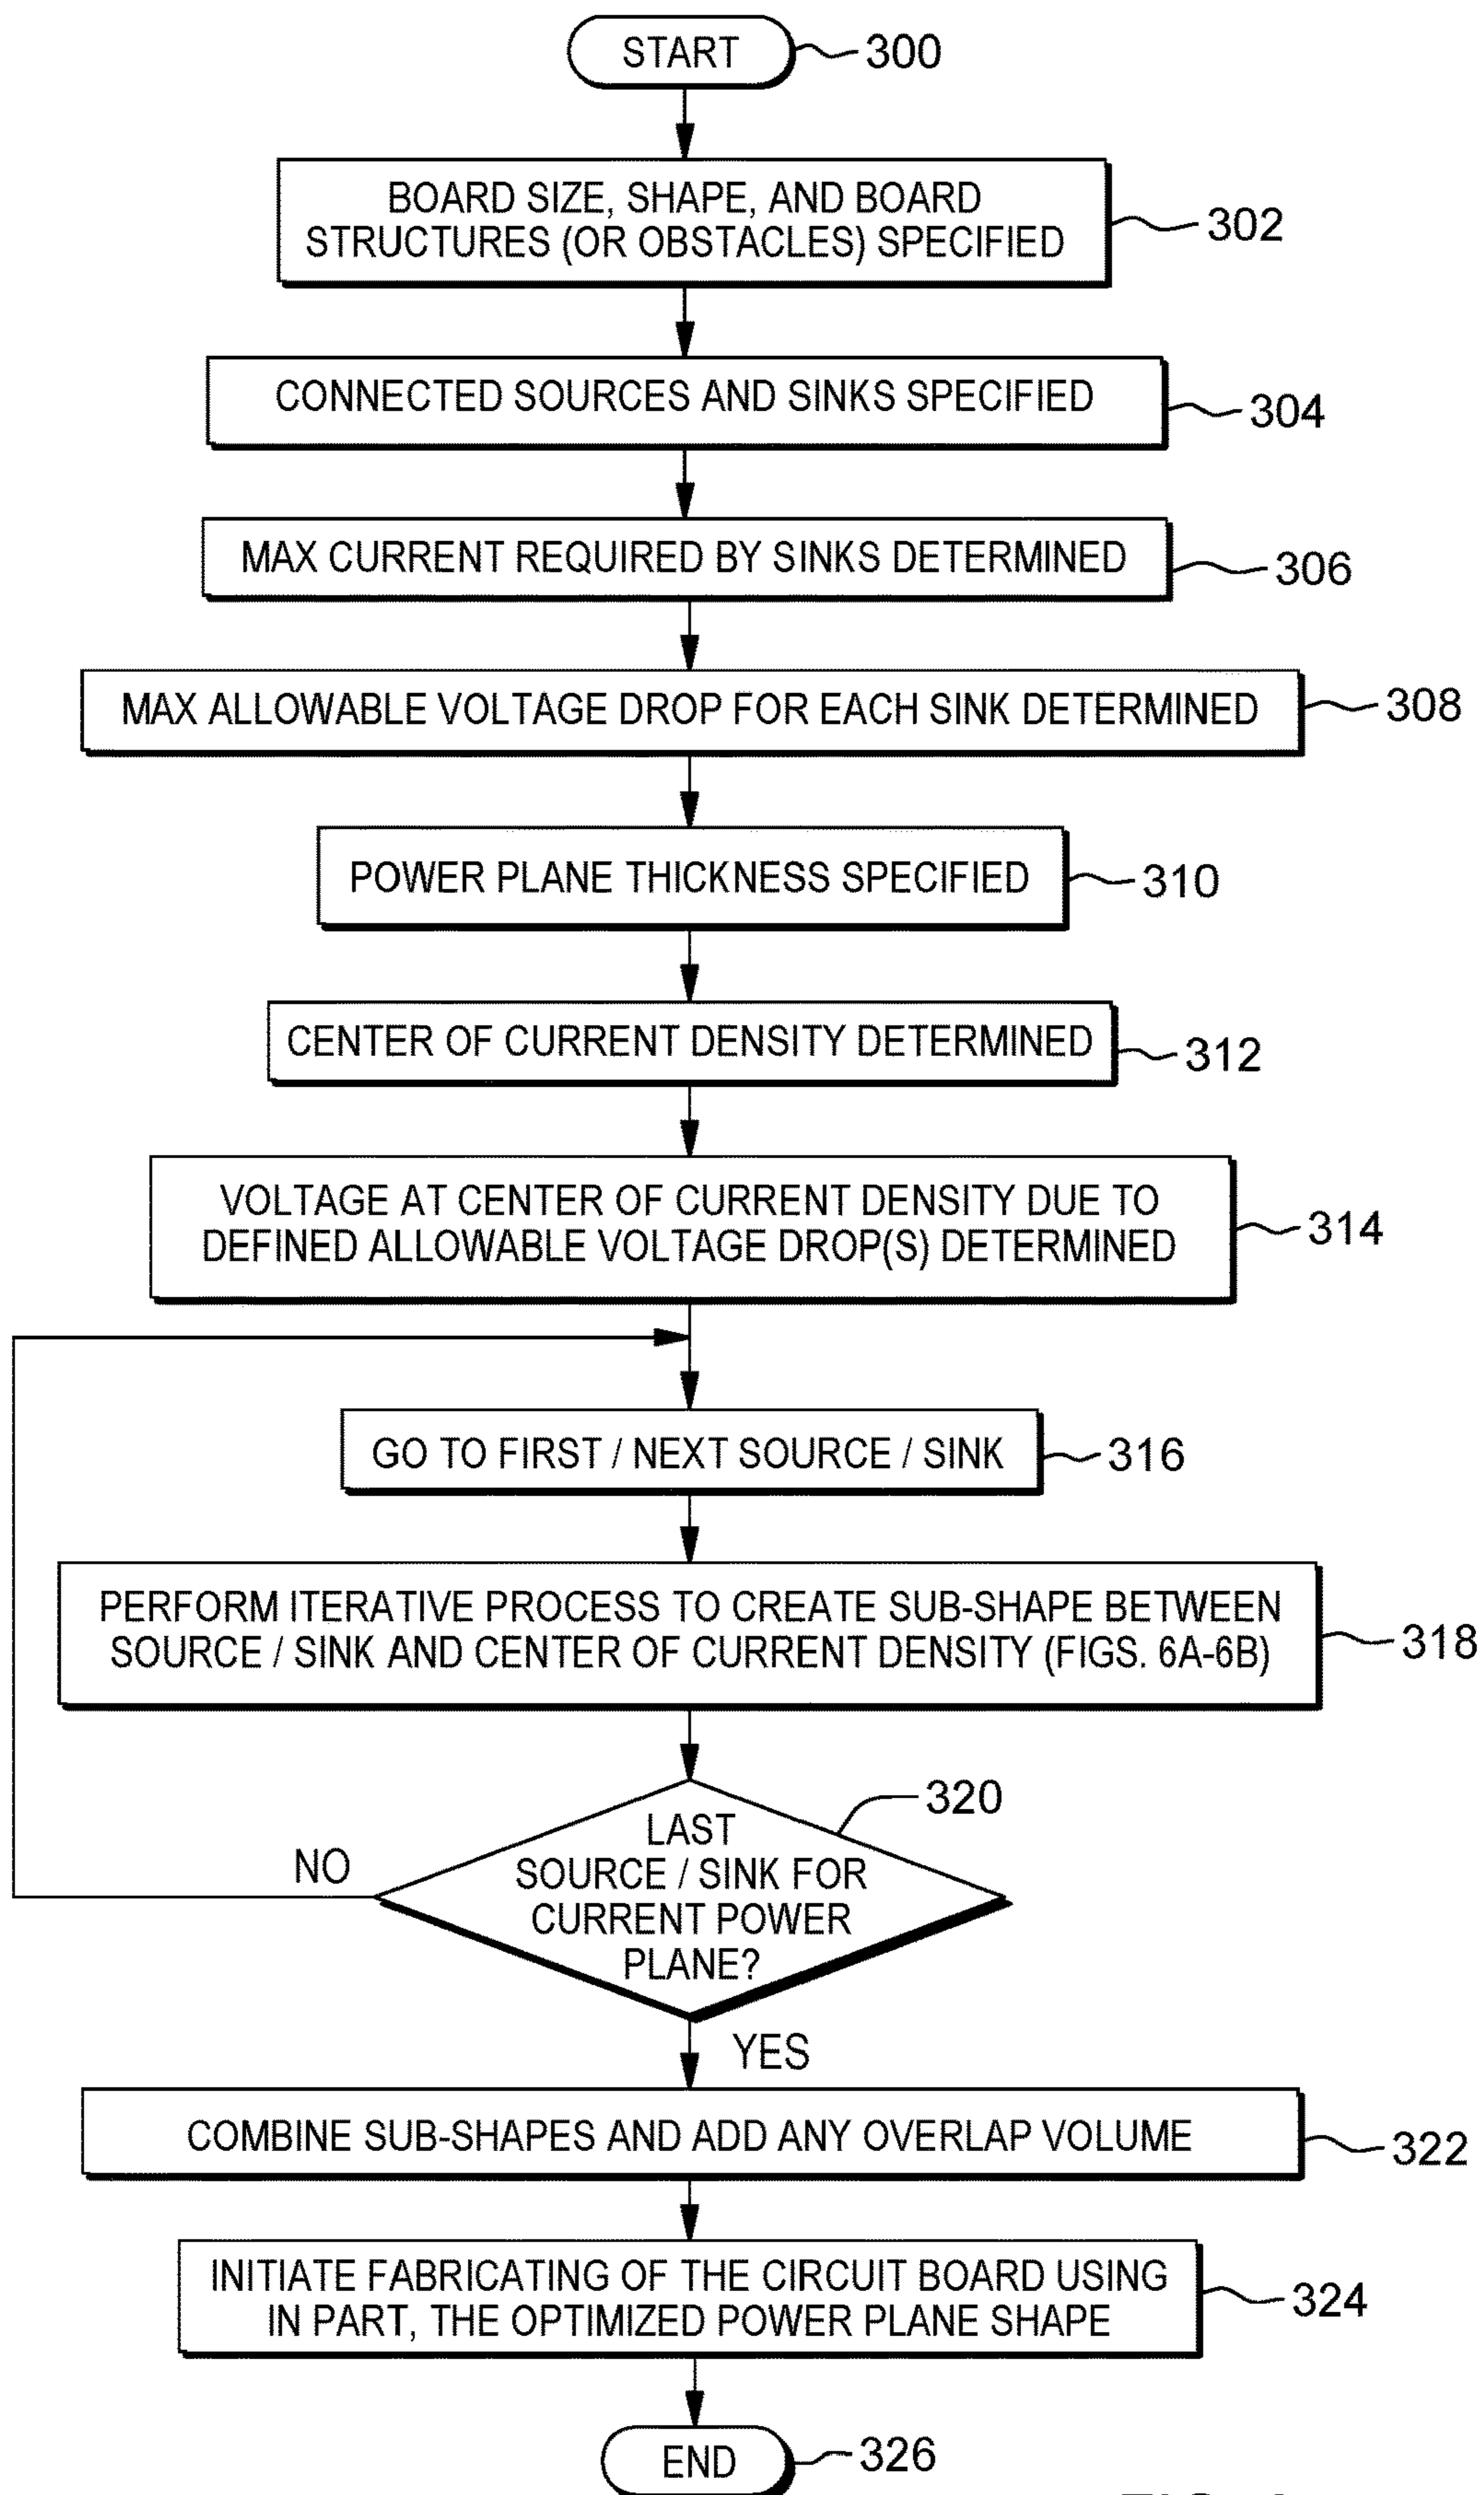 START
300
BOARD SIZE, SHAPE, AND BOARD
STRUCTURES (OR OBSTACLES) SPECIFIED
302
CONNECTED SOURCES AND SINKS SPECIFIED
304
MAX CURRENT REQUIRED BY SINKS DETERMINED
306
MAX ALLOWABLE VOLTAGE DROP FOR EACH SINK DETERMINED
308
POWER PLANE THICKNESS SPECIFIED
310
CENTER OF CURRENT DENSITY DETERMINED
312
VOLTAGE AT CENTER OF CURRENT DENSITY DUE TO
DEFINED ALLOWABLE VOLTAGE DROP(S) DETERMINED
314
GO TO FIRST / NEXT SOURCE / SINK
316
PERFORM ITERATIVE PROCESS TO CREATE SUB-SHAPE BETWEEN
SOURCE / SINK AND CENTER OF CURRENT DENSITY (FIGS. 6A-6B)
318
320
LAST
SOURCE / SINK FOR
CURRENT POWER
PLANE?
NO
YES
COMBINE SUB-SHAPES AND ADD ANY OVERLAP VOLUME
322
INITIATE FABRICATING OF THE CIRCUIT BOARD USING
IN PART, THE OPTIMIZED POWER PLANE SHAPE
324
END
326